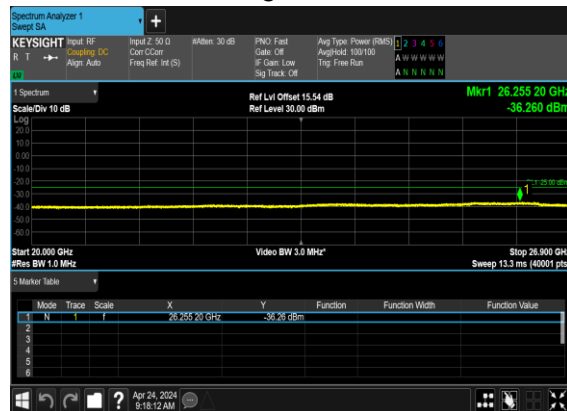 Spectrum Analyzer 1
Swept SA
+
KEYSIGHT Input: RF Input Z: 50 Ω #Atten: 30 dB PNO: Fast Avg Type: Power (RMS) 1 2 3 4 5 6
R T Coupling: DC Corr CCorr Gate: Off Avg|Hold: 100/100 A W W W W W
Align: Auto Freq Ref: Int (S) IF Gain: Low Trig: Free Run
Sig Track: Off A N N N N N
1 Spectrum Ref Lvl Offset 15.54 dB Mkr1 26.255 20 GHz
Scale/Div 10 dB Ref Level 30.00 dBm -36.260 dBm
Log
20.0
10.0
0.00
-10.0
-20.0
1
-30.0
-40.0
-50.0
-60.0
Start 20.000 GHz Video BW 3.0 MHz* Stop 26.900 GHz
#Res BW 1.0 MHz Sweep 13.3 ms (40001 pts
5 Marker Table
Mode Trace Scale X Y Function Function Width Function Value
1 N 1 f 26.255 20 GHz -36.26 dBm
2
3
4
5
6
? Apr 24, 2024
9:18:12 AM